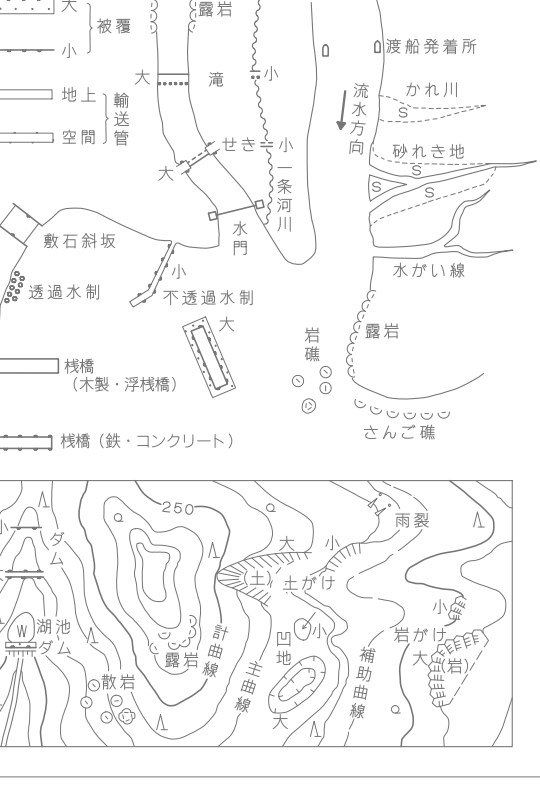 大
被覆
小
地上
輸送管
空間
露岩
大
滝
小
渡船発着所
流水方向
かれ川
S
せき
小
大
一条河川
砂れき地
S
S
S
水門
敷石斜坂
小
透過水制
不透過水制
大
水がい線
露岩
岩礁
桟橋
(木製・浮桟橋)
さんご礁
桟橋(鉄・コンクリート)
250
雨裂
小
ダム
大
小
土
土がけ
小
W
湖池
ダム
計曲線
凹地
小
岩がけ
大
(岩)
露岩
主曲線
補助曲線
散岩
大